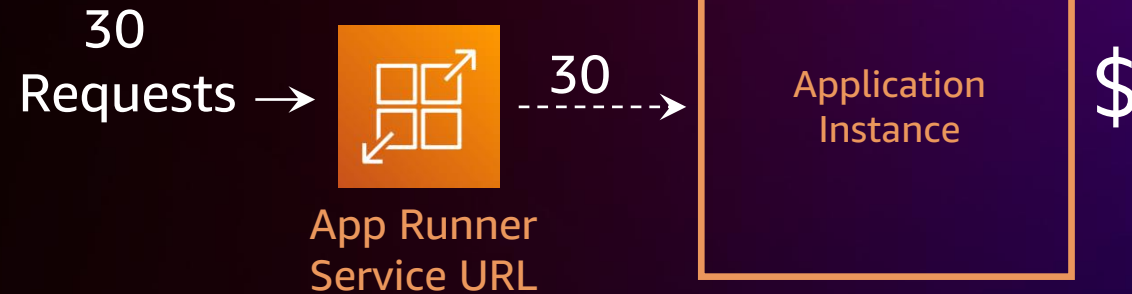 30
Requests
30
Application
Instance
$
App Runner
Service URL